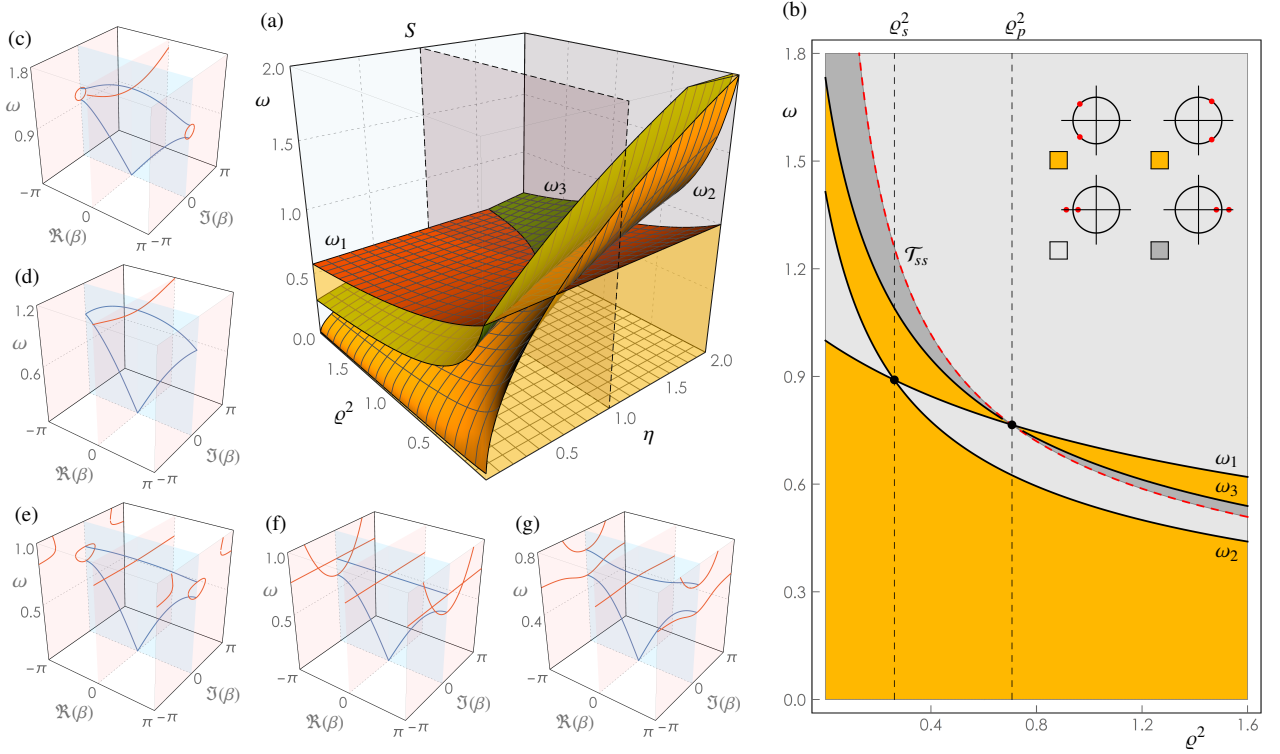 (c)
1.8
ω
0.9
−π
0
ℜ(β)
π
−π
0
ℑ(β)
π
(d)
1.2
ω
0.6
−π
0
ℜ(β)
π
−π
0
ℑ(β)
π
(e)
1.0
ω
0.5
−π
0
ℜ(β)
π
−π
0
ℑ(β)
π
(a)
S
2.0
ω
1.5
1.0
0.5
0.0
ω₁
ω₃
ω₂
1.5
ϱ²
1.0
0.5
0.5
η
1.0
1.5
2.0
(f)
1.0
ω
0.5
−π
0
ℜ(β)
π
−π
0
ℑ(β)
π
(g)
0.8
ω
0.4
−π
0
ℜ(β)
π
−π
0
ℑ(β)
π
(b)
ϱₛ²
ϱₚ²
1.8
ω
1.5
1.2
0.9
0.6
0.3
0.0
𝒯ₛₛ
ω₁
ω₃
ω₂
0.4
0.8
1.2
1.6
ϱ²